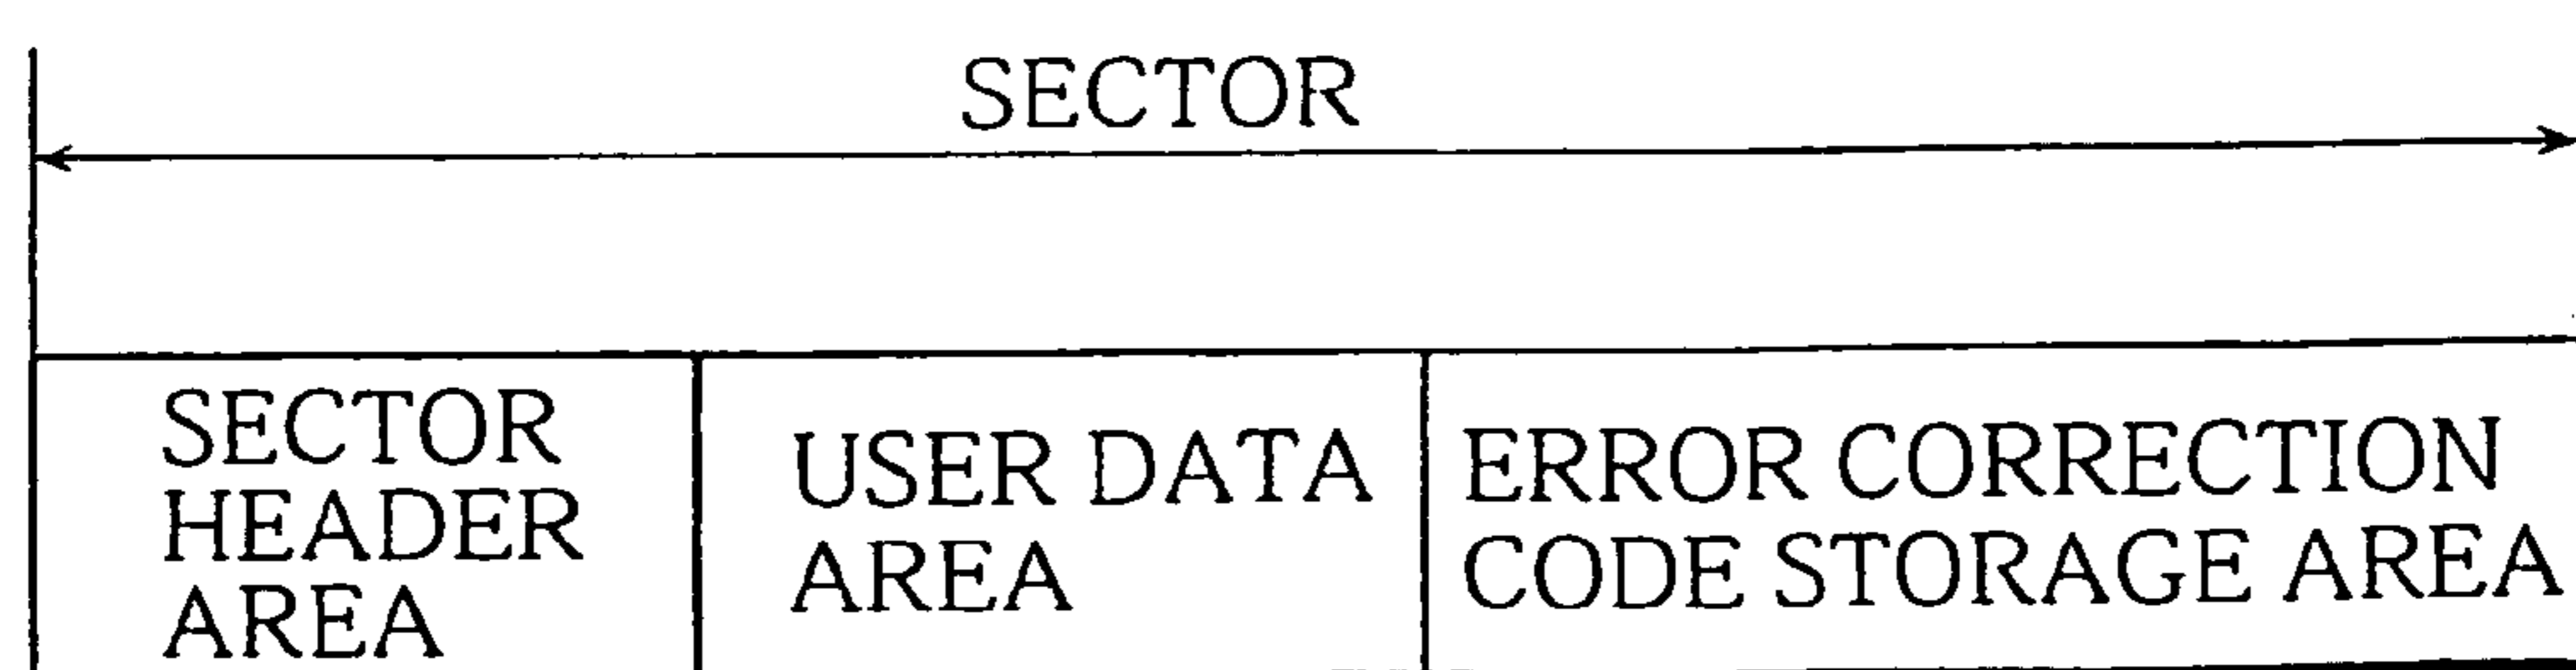 SECTOR
SECTOR
HEADER
AREA
USER DATA
AREA
ERROR CORRECTION
CODE STORAGE AREA